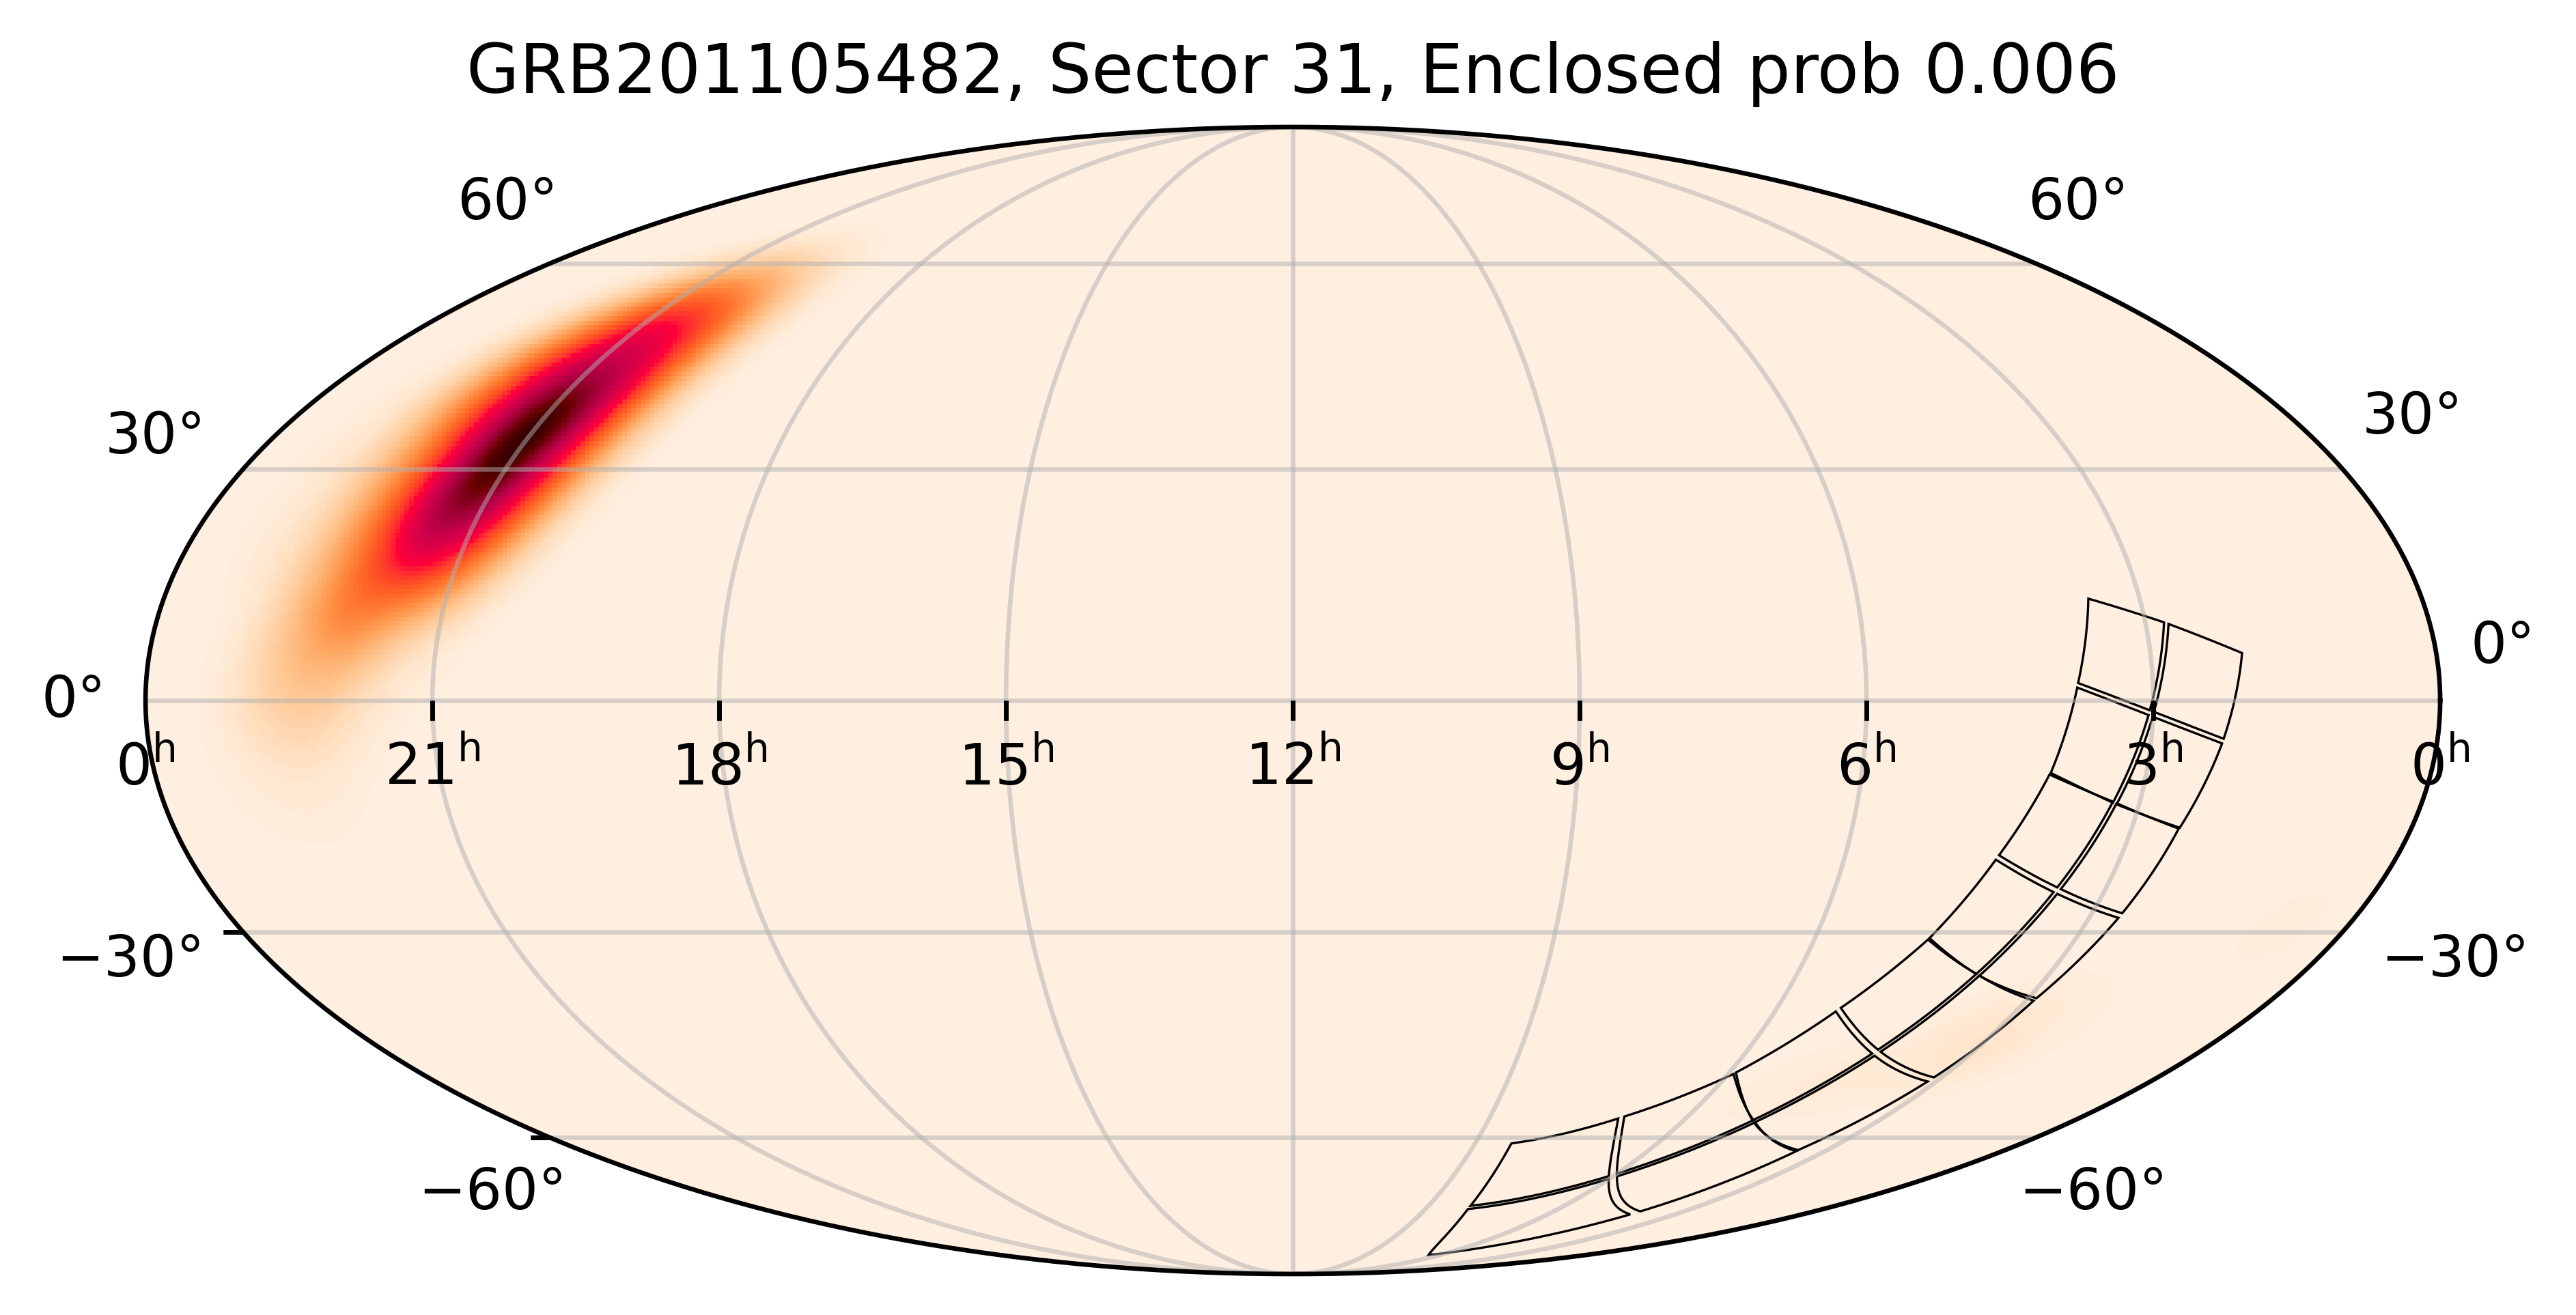 GRB201105482, Sector 31, Enclosed prob 0.006
60° 60°
30° 30°
0° 0°
0ʰ 21ʰ 18ʰ 15ʰ 12ʰ 9ʰ 6ʰ 3ʰ 0ʰ
−30° −30°
−60° −60°